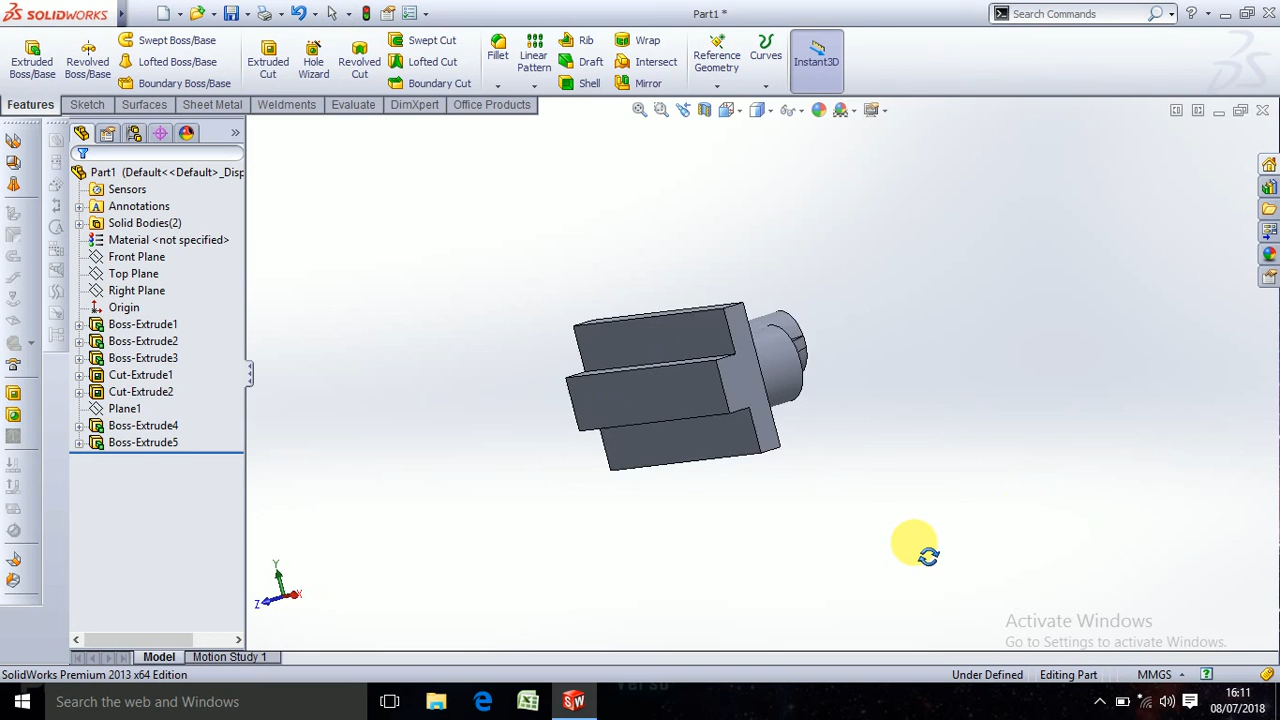 SOLIDWORKS
Part1 *
Search Commands
Extruded Boss/Base
Revolved Boss/Base
Swept Boss/Base
Lofted Boss/Base
Boundary Boss/Base
Extruded Cut
Hole Wizard
Revolved Cut
Swept Cut
Lofted Cut
Boundary Cut
Fillet
Linear Pattern
Rib
Draft
Shell
Wrap
Intersect
Mirror
Reference Geometry
Curves
Instant3D
Features Sketch Surfaces Sheet Metal Weldments Evaluate DimXpert Office Products
Part1 (Default<<Default>_Disp
Sensors
Annotations
Solid Bodies(2)
Material <not specified>
Front Plane
Top Plane
Right Plane
Origin
Boss-Extrude1
Boss-Extrude2
Boss-Extrude3
Cut-Extrude1
Cut-Extrude2
Plane1
Boss-Extrude4
Boss-Extrude5
Y
Z
X
Activate Windows
Go to Settings to activate Windows.
Model Motion Study 1
SolidWorks Premium 2013 x64 Edition
Under Defined Editing Part MMGS
Search the web and Windows
16:11
08/07/2018